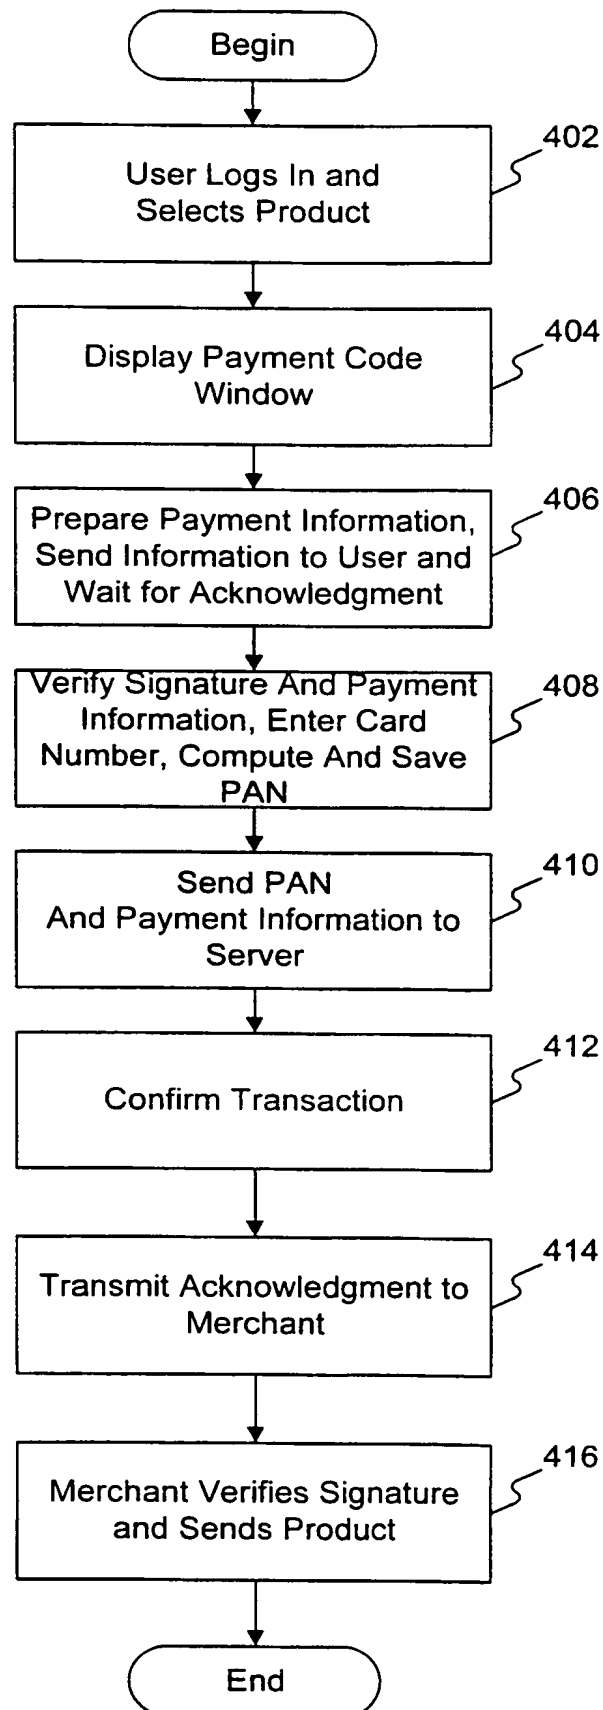 Begin
402
User Logs In and
Selects Product
404
Display Payment Code
Window
406
Prepare Payment Information,
Send Information to User and
Wait for Acknowledgment
408
Verify Signature And Payment
Information, Enter Card
Number, Compute And Save
PAN
410
Send PAN
And Payment Information to
Server
412
Confirm Transaction
414
Transmit Acknowledgment to
Merchant
416
Merchant Verifies Signature
and Sends Product
End